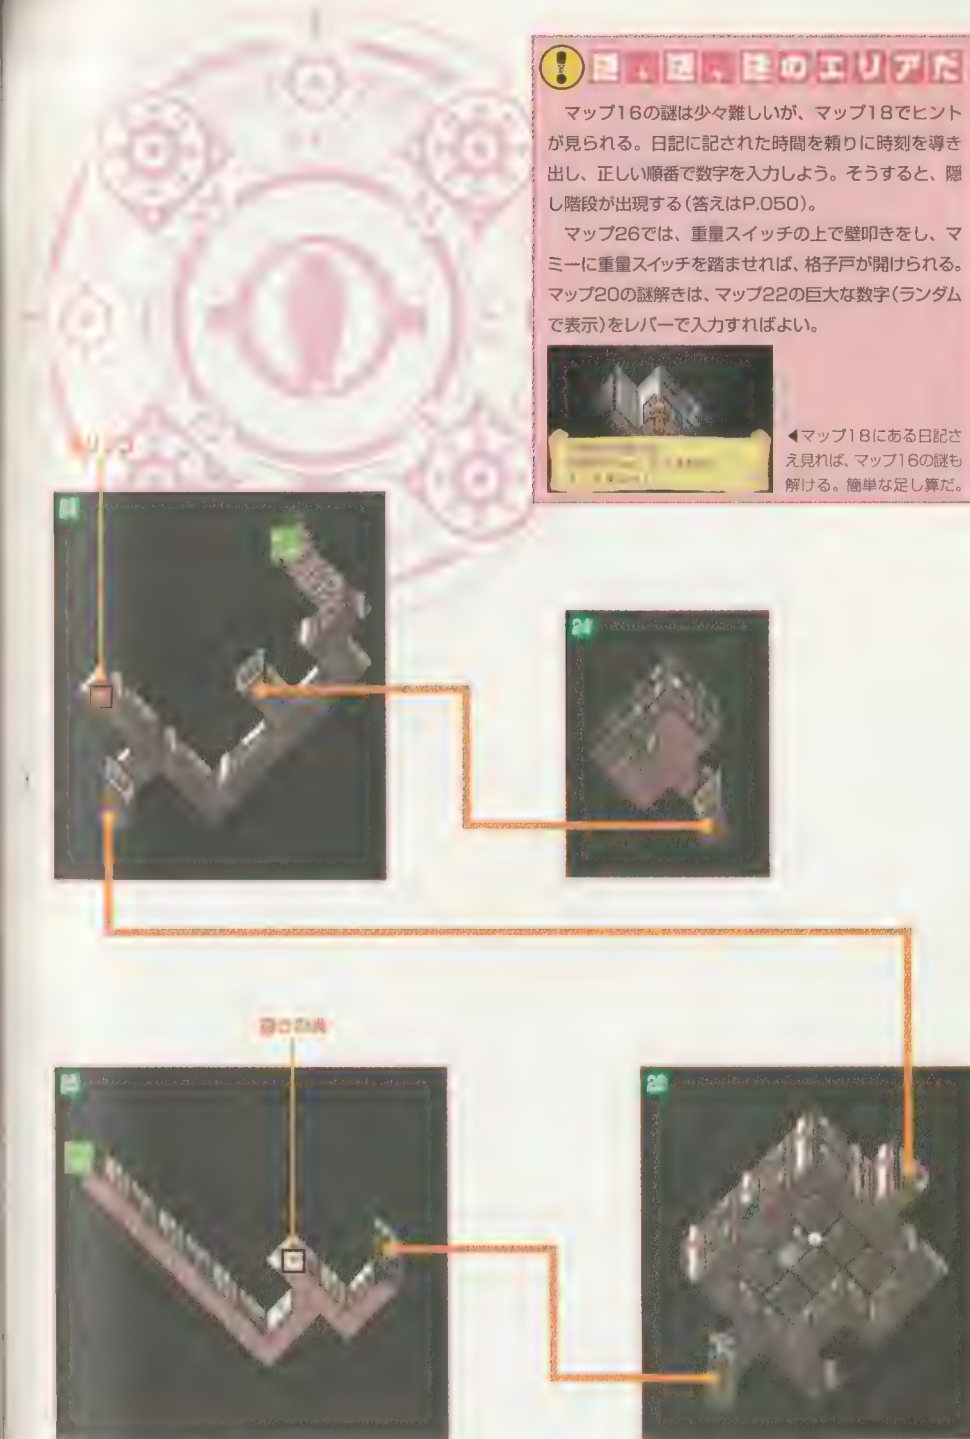 謎、謎、謎のエリアだ
マップ16の謎は少々難しいが、マップ18でヒント
が見られる。日記に記された時間を頼りに時刻を導き
出し、正しい順番で数字を入力しよう。そうすると、隠
し階段が出現する(答えはP.050)。
マップ26では、重量スイッチの上で壁叩きをし、マ
ミーに重量スイッチを踏ませれば、格子戸が開けられる。
マップ20の謎解きは、マップ22の巨大な数字(ランダム
で表示)をレバーで入力すればよい。
◀マップ18にある日記さ
え見れば、マップ16の謎も
解ける。簡単な足し算だ。